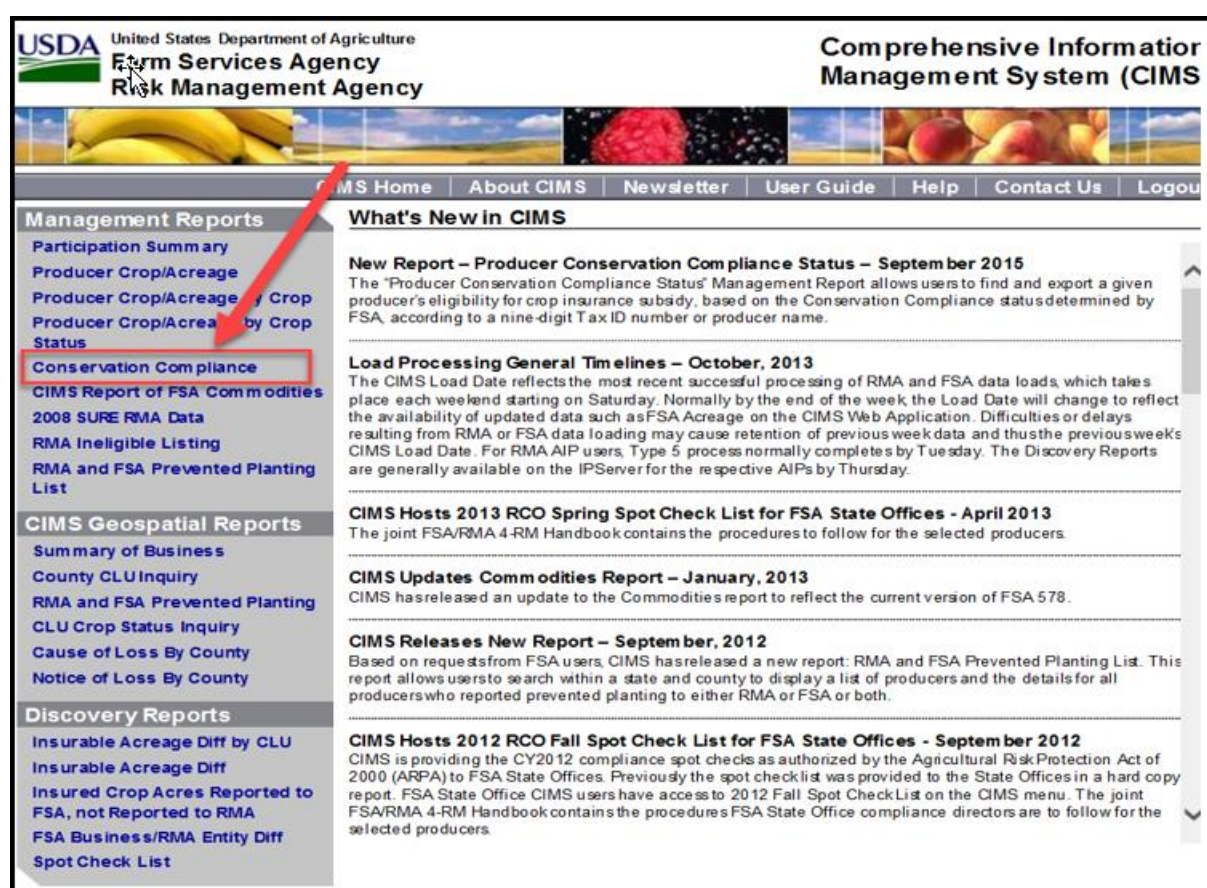 USDA
United States Department of Agriculture
Farm Services Agency
Risk Management Agency
Comprehensive Information
Management System (CIMS
CIMS Home | About CIMS | Newsletter | User Guide | Help | Contact Us | Logou
Management Reports
Participation Summary
Producer Crop/Acreage
Producer Crop/Acreage by Crop
Producer Crop/Acreage by Crop
Status
Conservation Compliance
CIMS Report of FSA Commodities
2008 SURE RMA Data
RMA Ineligible Listing
RMA and FSA Prevented Planting
List
CIMS Geospatial Reports
Summary of Business
County CLU Inquiry
RMA and FSA Prevented Planting
CLU Crop Status Inquiry
Cause of Loss By County
Notice of Loss By County
Discovery Reports
Insurable Acreage Diff by CLU
Insurable Acreage Diff
Insured Crop Acres Reported to
FSA, not Reported to RMA
FSA Business/RMA Entity Diff
Spot Check List
What's New in CIMS
New Report – Producer Conservation Compliance Status – September 2015
The "Producer Conservation Compliance Status" Management Report allows users to find and export a given
producer's eligibility for crop insurance subsidy, based on the Conservation Compliance status determined by
FSA, according to a nine-digit Tax ID number or producer name.
Load Processing General Timelines – October, 2013
The CIMS Load Date reflects the most recent successful processing of RMA and FSA data loads, which takes
place each weekend starting on Saturday. Normally by the end of the week, the Load Date will change to reflect
the availability of updated data such as FSA Acreage on the CIMS Web Application. Difficulties or delays
resulting from RMA or FSA data loading may cause retention of previous week data and thus the previous week's
CIMS Load Date. For RMA AIP users, Type 5 process normally completes by Tuesday. The Discovery Reports
are generally available on the IPServer for the respective AIPs by Thursday.
CIMS Hosts 2013 RCO Spring Spot Check List for FSA State Offices - April 2013
The joint FSA/RMA 4-RM Handbook contains the procedures to follow for the selected producers.
CIMS Updates Commodities Report – January, 2013
CIMS has released an update to the Commodities report to reflect the current version of FSA 578.
CIMS Releases New Report – September, 2012
Based on requests from FSA users, CIMS has released a new report: RMA and FSA Prevented Planting List. This
report allows users to search within a state and county to display a list of producers and the details for all
producers who reported prevented planting to either RMA or FSA or both.
CIMS Hosts 2012 RCO Fall Spot Check List for FSA State Offices - September 2012
CIMS is providing the CY2012 compliance spot checks as authorized by the Agricultural Risk Protection Act of
2000 (ARPA) to FSA State Offices. Previously the spot check list was provided to the State Offices in a hard copy
report. FSA State Office CIMS users have access to 2012 Fall Spot Check List on the CIMS menu. The joint
FSA/RMA 4-RM Handbook contains the procedures FSA State Office compliance directors are to follow for the
selected producers.